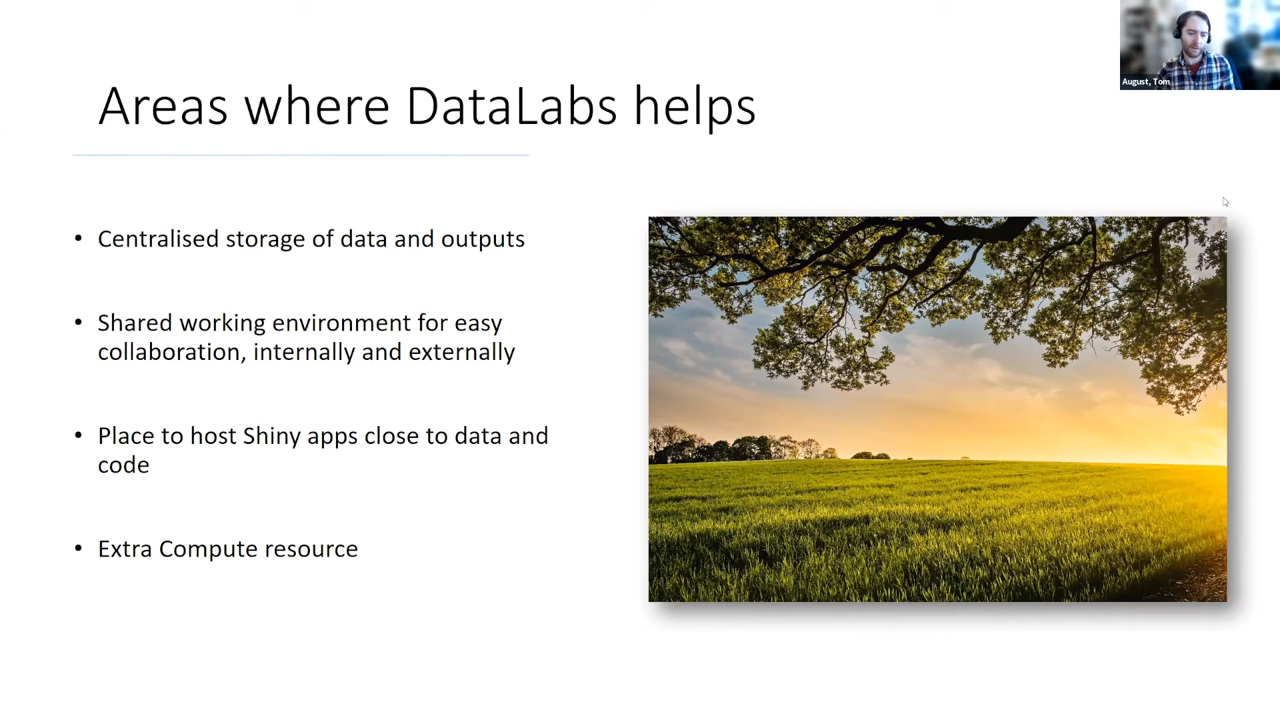 August, Tom
Areas where DataLabs helps
• Centralised storage of data and outputs
• Shared working environment for easy
collaboration, internally and externally
• Place to host Shiny apps close to data and
code
• Extra Compute resource